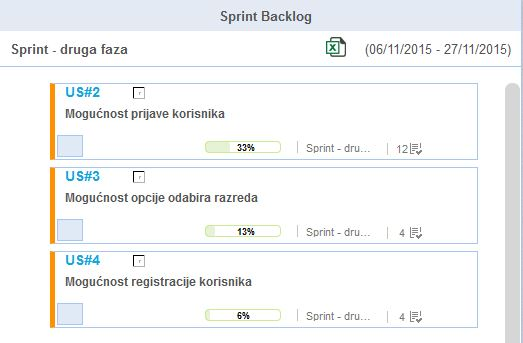 Sprint Backlog
Sprint - druga faza (06/11/2015 - 27/11/2015)
US#2
Mogućnost prijave korisnika
33% Sprint - dru... 12
US#3
Mogućnost opcije odabira razreda
13% Sprint - dru... 4
US#4
Mogućnost registracije korisnika
6% Sprint - dru... 4